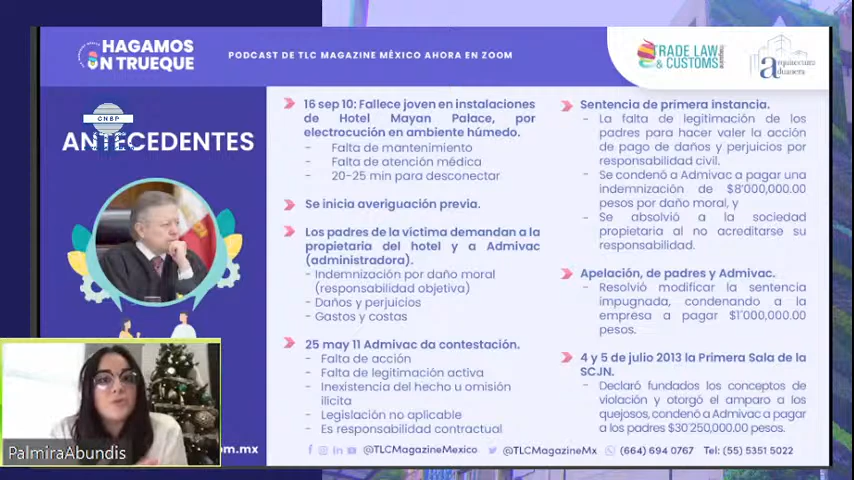 HAGAMOS
UN TRUEQUE
PODCAST DE TLC MAGAZINE MÉXICO AHORA EN ZOOM
TRADE LAW
& CUSTOMS
arquitectura
aduanera
CNBP
ANTECEDENTES
16 sep 10: Fallece joven en instalaciones
de Hotel Mayan Palace, por
electrocución en ambiente húmedo.
- Falta de mantenimiento
- Falta de atención médica
- 20-25 min para desconectar
Se inicia averiguación previa.
Los padres de la víctima demandan a la
propietaria del hotel y a Admivac
(administradora).
- Indemnización por daño moral
(responsabilidad objetiva)
- Daños y perjuicios
- Gastos y costas
25 may 11 Admivac da contestación.
- Falta de acción
- Falta de legitimación activa
- Inexistencia del hecho u omisión
ilícita
- Legislación no aplicable
- Es responsabilidad contractual
Sentencia de primera instancia.
- La falta de legitimación de los
padres para hacer valer la acción
de pago de daños y perjuicios por
responsabilidad civil.
- Se condenó a Admivac a pagar una
indemnización de $8'000,000.00
pesos por daño moral, y
- Se absolvió a la sociedad
propietaria al no acreditarse su
responsabilidad.
Apelación, de padres y Admivac.
- Resolvió modificar la sentencia
impugnada, condenando a la
empresa a pagar $1'000,000.00
pesos.
4 y 5 de julio 2013 la Primera Sala de la
SCJN.
- Declaró fundados los conceptos de
violación y otorgó el amparo a los
quejosos, condenó a Admivac a pagar
a los padres $30'250,000.00 pesos.
PalmiraAbundis
om.mx
@TLCMagazineMexico
@TLCMagazineMx
(664) 694 0767
Tel: (55) 5351 5022